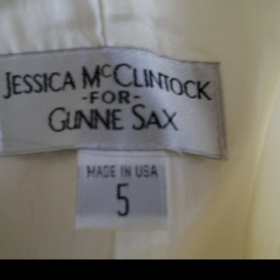 JESSICA McCLINTOCK
-FOR-
GUNNE SAX
MADE IN USA
5